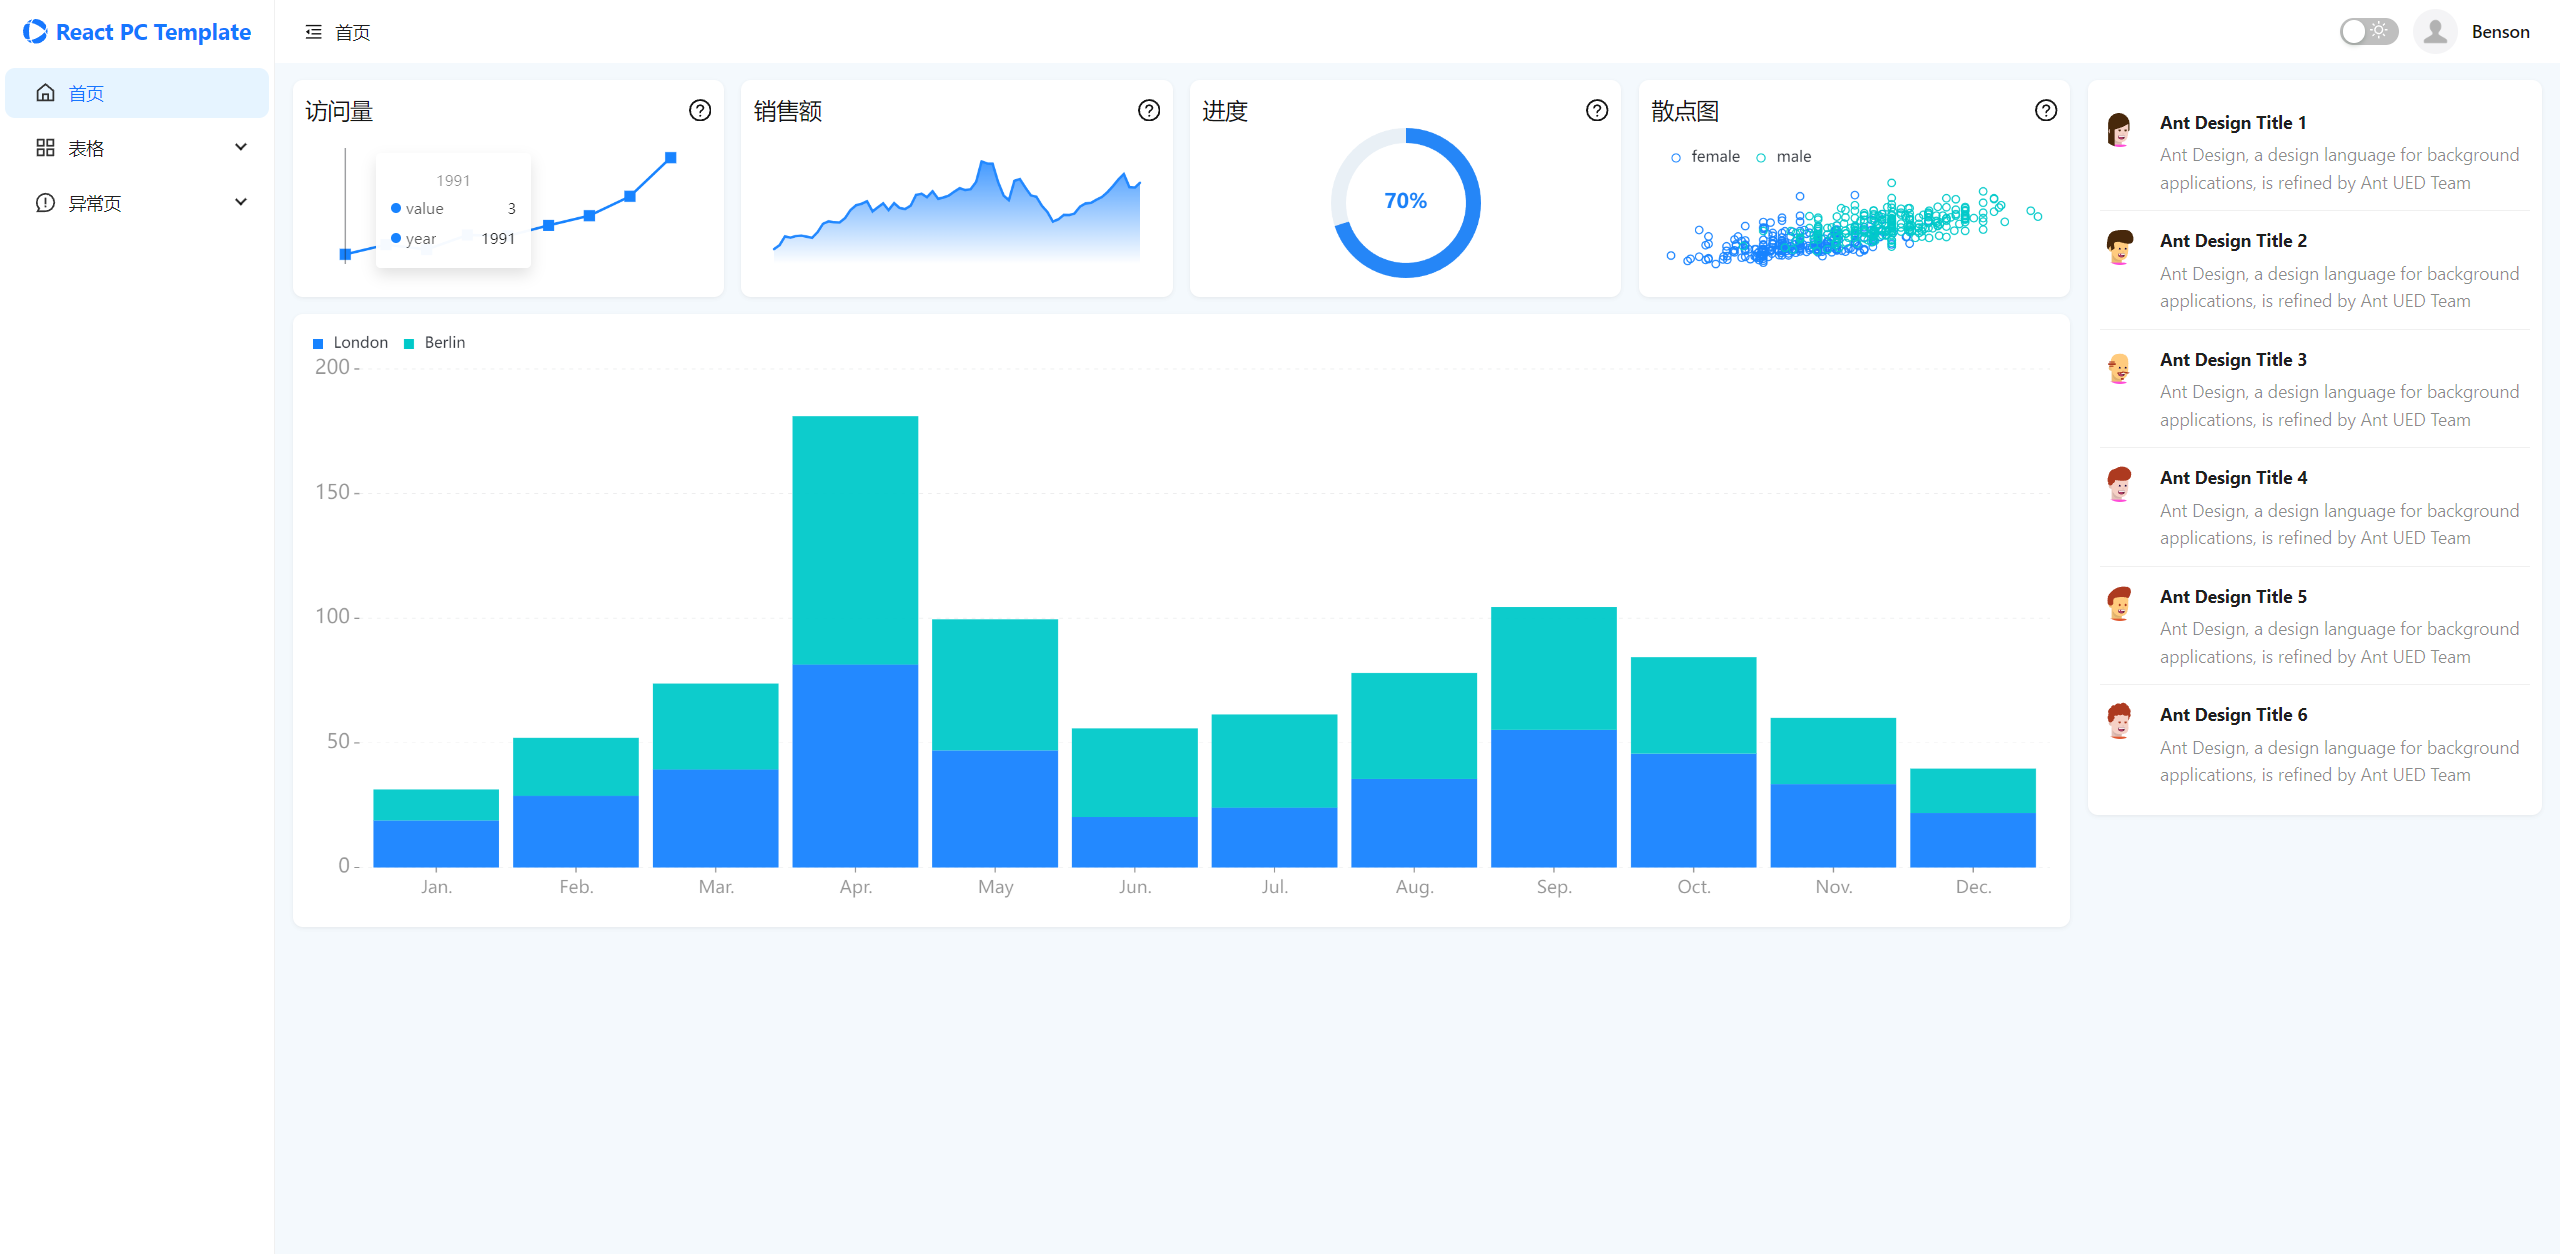 React PC Template
首页
表格
异常页
首页
Benson
访问量
1991
value 3
year 1991
销售额
进度
70%
散点图
female male
London Berlin
200
150
100
50
0
Jan. Feb. Mar. Apr. May Jun. Jul. Aug. Sep. Oct. Nov. Dec.
Ant Design Title 1
Ant Design, a design language for background
applications, is refined by Ant UED Team
Ant Design Title 2
Ant Design, a design language for background
applications, is refined by Ant UED Team
Ant Design Title 3
Ant Design, a design language for background
applications, is refined by Ant UED Team
Ant Design Title 4
Ant Design, a design language for background
applications, is refined by Ant UED Team
Ant Design Title 5
Ant Design, a design language for background
applications, is refined by Ant UED Team
Ant Design Title 6
Ant Design, a design language for background
applications, is refined by Ant UED Team